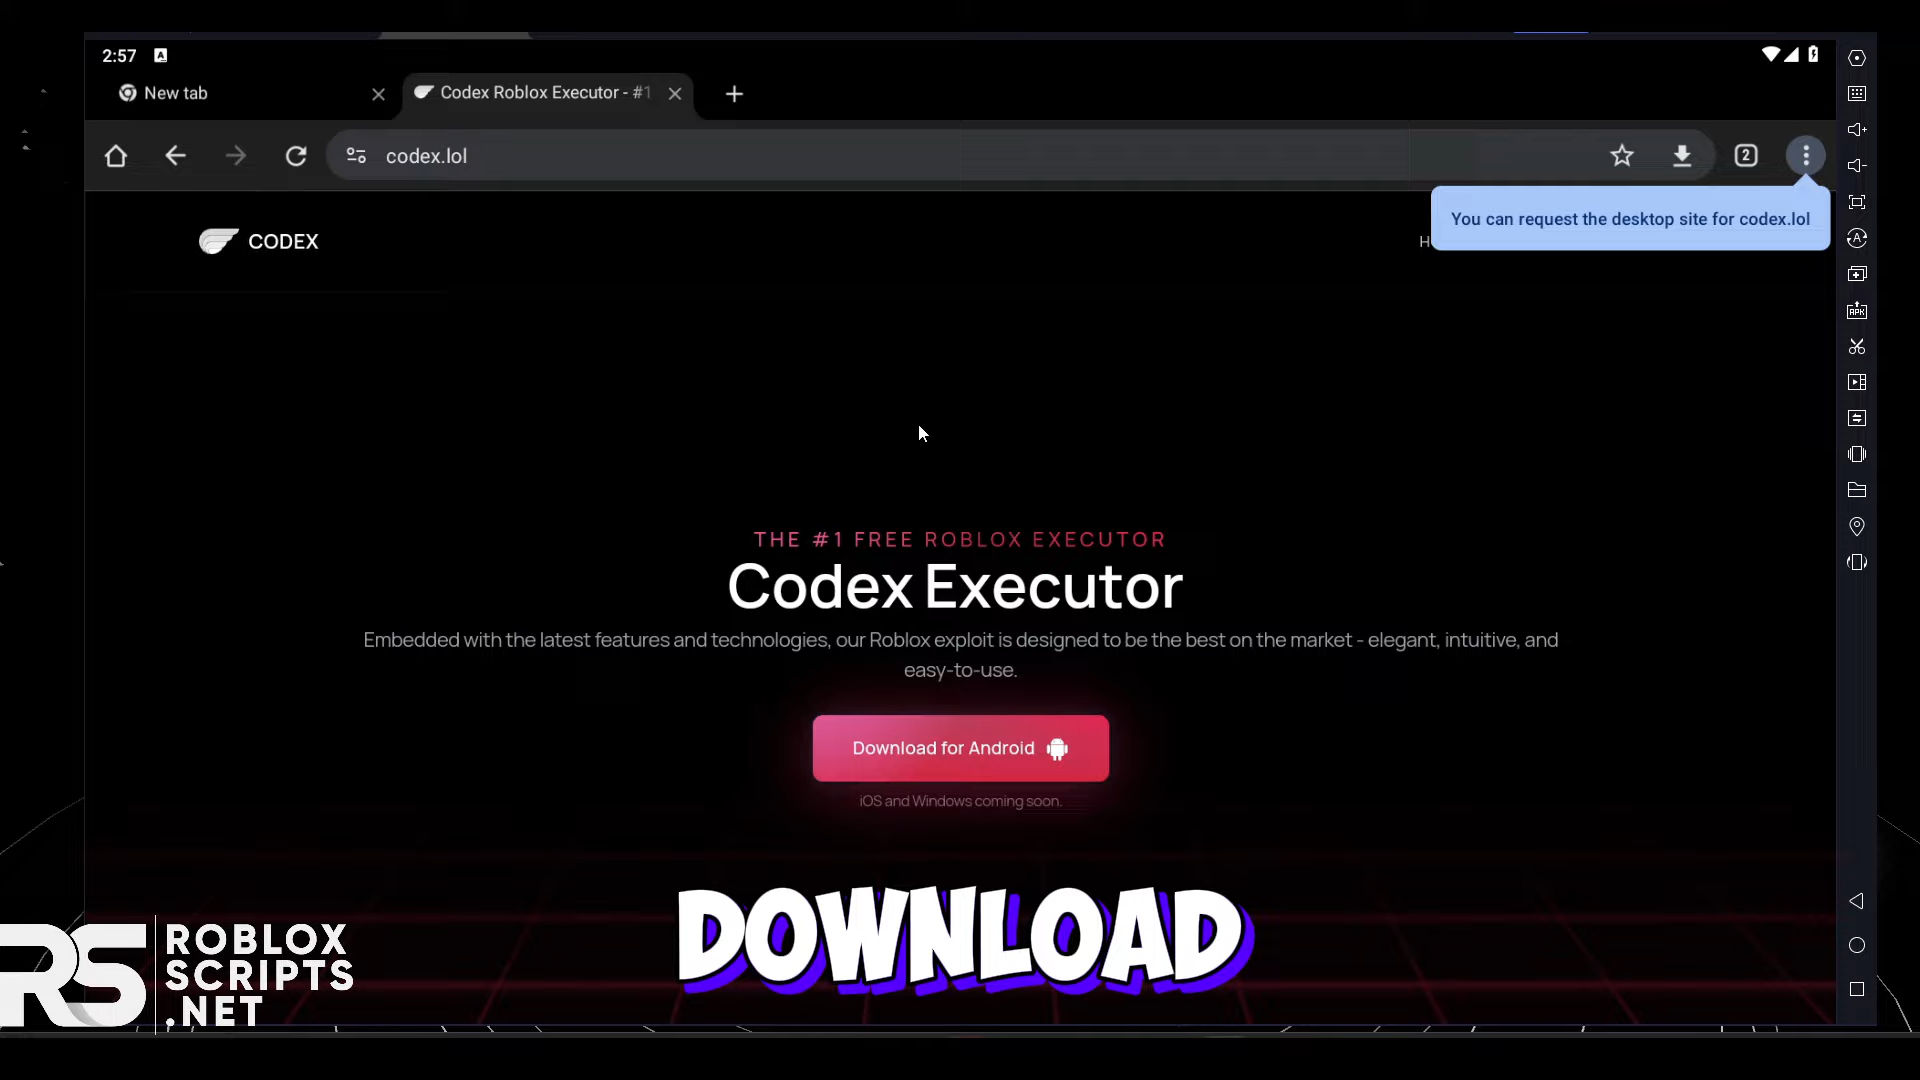 2:57
New tab
Codex Roblox Executor - #1
codex.lol
2
You can request the desktop site for codex.lol
CODEX
THE #1 FREE ROBLOX EXECUTOR
Codex Executor
Embedded with the latest features and technologies, our Roblox exploit is designed to be the best on the market - elegant, intuitive, and
easy-to-use.
Download for Android
iOS and Windows coming soon.
DOWNLOAD
RS
ROBLOX
SCRIPTS
.NET